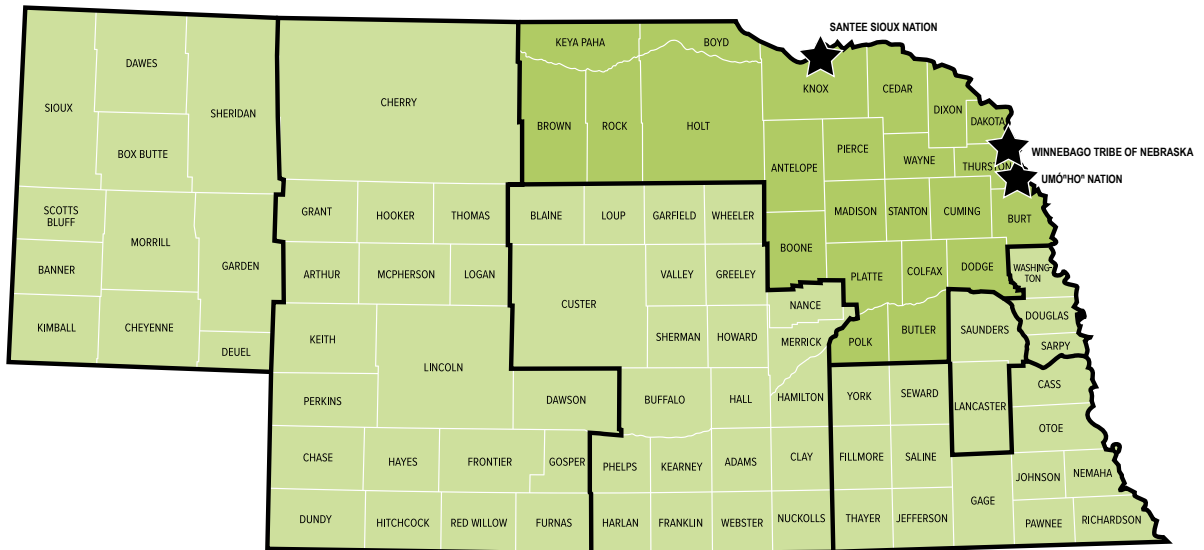 SANTEE SIOUX NATION
KEYA PAHA
BOYD
DAWES
KNOX
CEDAR
SIOUX
CHERRY
DIXON
SHERIDAN
DAKOTA
BROWN
ROCK
HOLT
PIERCE
WINNEBAGO TRIBE OF NEBRASKA
BOX BUTTE
ANTELOPE
WAYNE
THURSTON
UMÓⁿHOⁿ NATION
SCOTTS
BLUFF
GRANT
HOOKER
THOMAS
BLAINE
LOUP
GARFIELD
WHEELER
MADISON
STANTON
CUMING
BURT
MORRILL
BOONE
BANNER
GARDEN
ARTHUR
MCPHERSON
LOGAN
VALLEY
GREELEY
PLATTE
COLFAX
DODGE
WASHING-
TON
CUSTER
NANCE
KIMBALL
CHEYENNE
DOUGLAS
KEITH
SHERMAN
HOWARD
MERRICK
POLK
BUTLER
SAUNDERS
SARPY
DEUEL
LINCOLN
PERKINS
DAWSON
BUFFALO
HALL
HAMILTON
YORK
SEWARD
LANCASTER
CASS
OTOE
CHASE
HAYES
FRONTIER
GOSPER
PHELPS
KEARNEY
ADAMS
CLAY
FILLMORE
SALINE
JOHNSON
NEMAHA
GAGE
DUNDY
HITCHCOCK
RED WILLOW
FURNAS
HARLAN
FRANKLIN
WEBSTER
NUCKOLLS
THAYER
JEFFERSON
PAWNEE
RICHARDSON